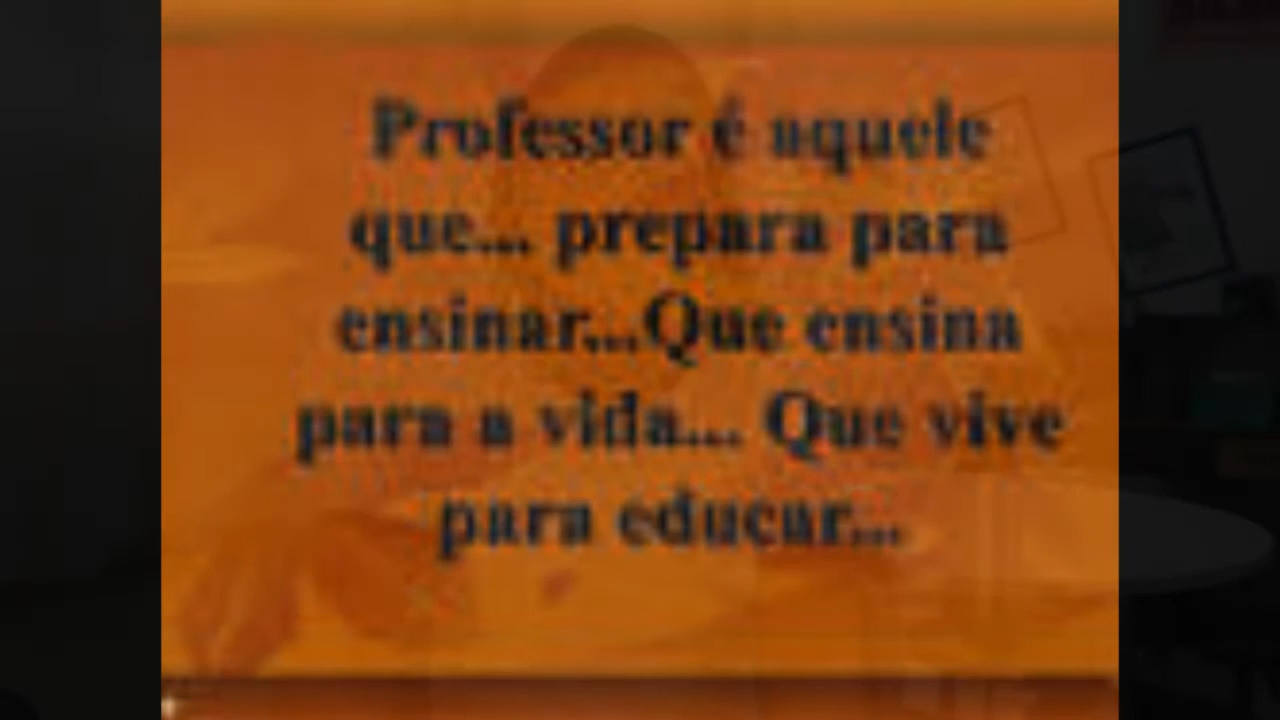 Professor é aquele
que... prepara para
ensinar...Que ensina
para a vida... Que vive
para educar...